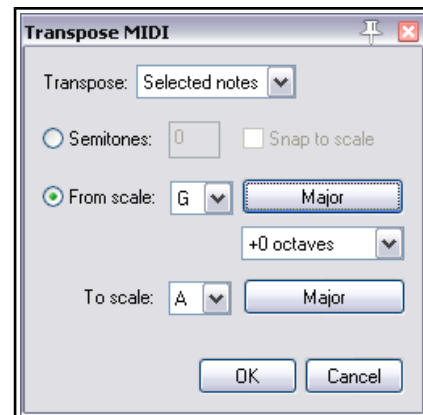 Transpose MIDI
Transpose: Selected notes
Semitones: 0 Snap to scale
From scale: G Major
+0 octaves
To scale: A Major
OK Cancel